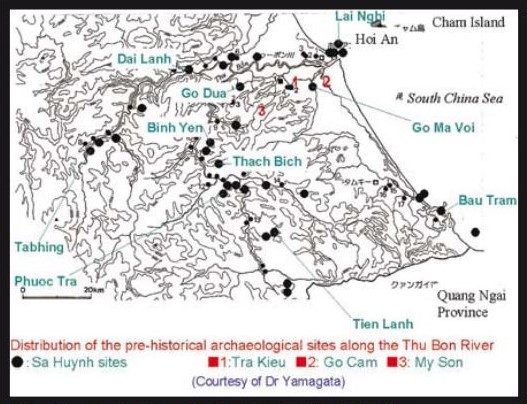 Lai Nghi
ャム島
Cham Island
Hoi An
Dai Lanh
ーボン川
Go Dua
1
2
3
South China Sea
Binh Yen
Go Ma Voi
Thach Bich
タムキー
Bau Tram
Tabhing
Phuoc Tra
20km
クァンガイ
Quang Ngai
Province
Tien Lanh
Distribution of the pre-historical archaeological sites along the Thu Bon River
:Sa Huynh sites
1:Tra Kieu
2: Go Cam
3: My Son
(Courtesy of Dr Yamagata)